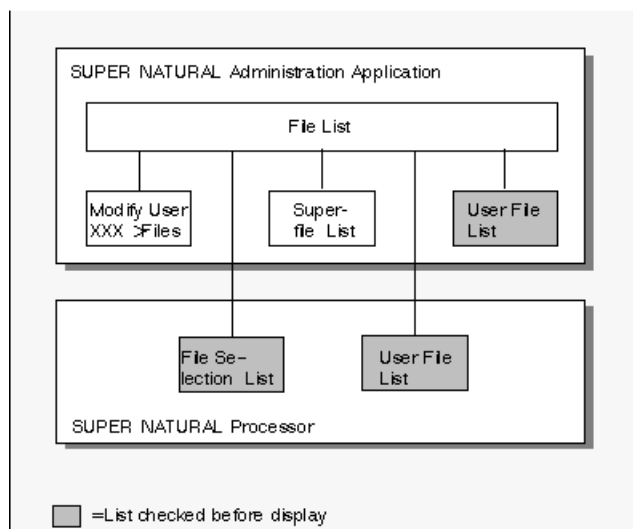 SUPER NATURAL Administration Application
File List
Modify User
XXX >Files
Super-
file List
User File
List
File Se-
lection List
User File
List
SUPER NATURAL Processor
=List checked before display